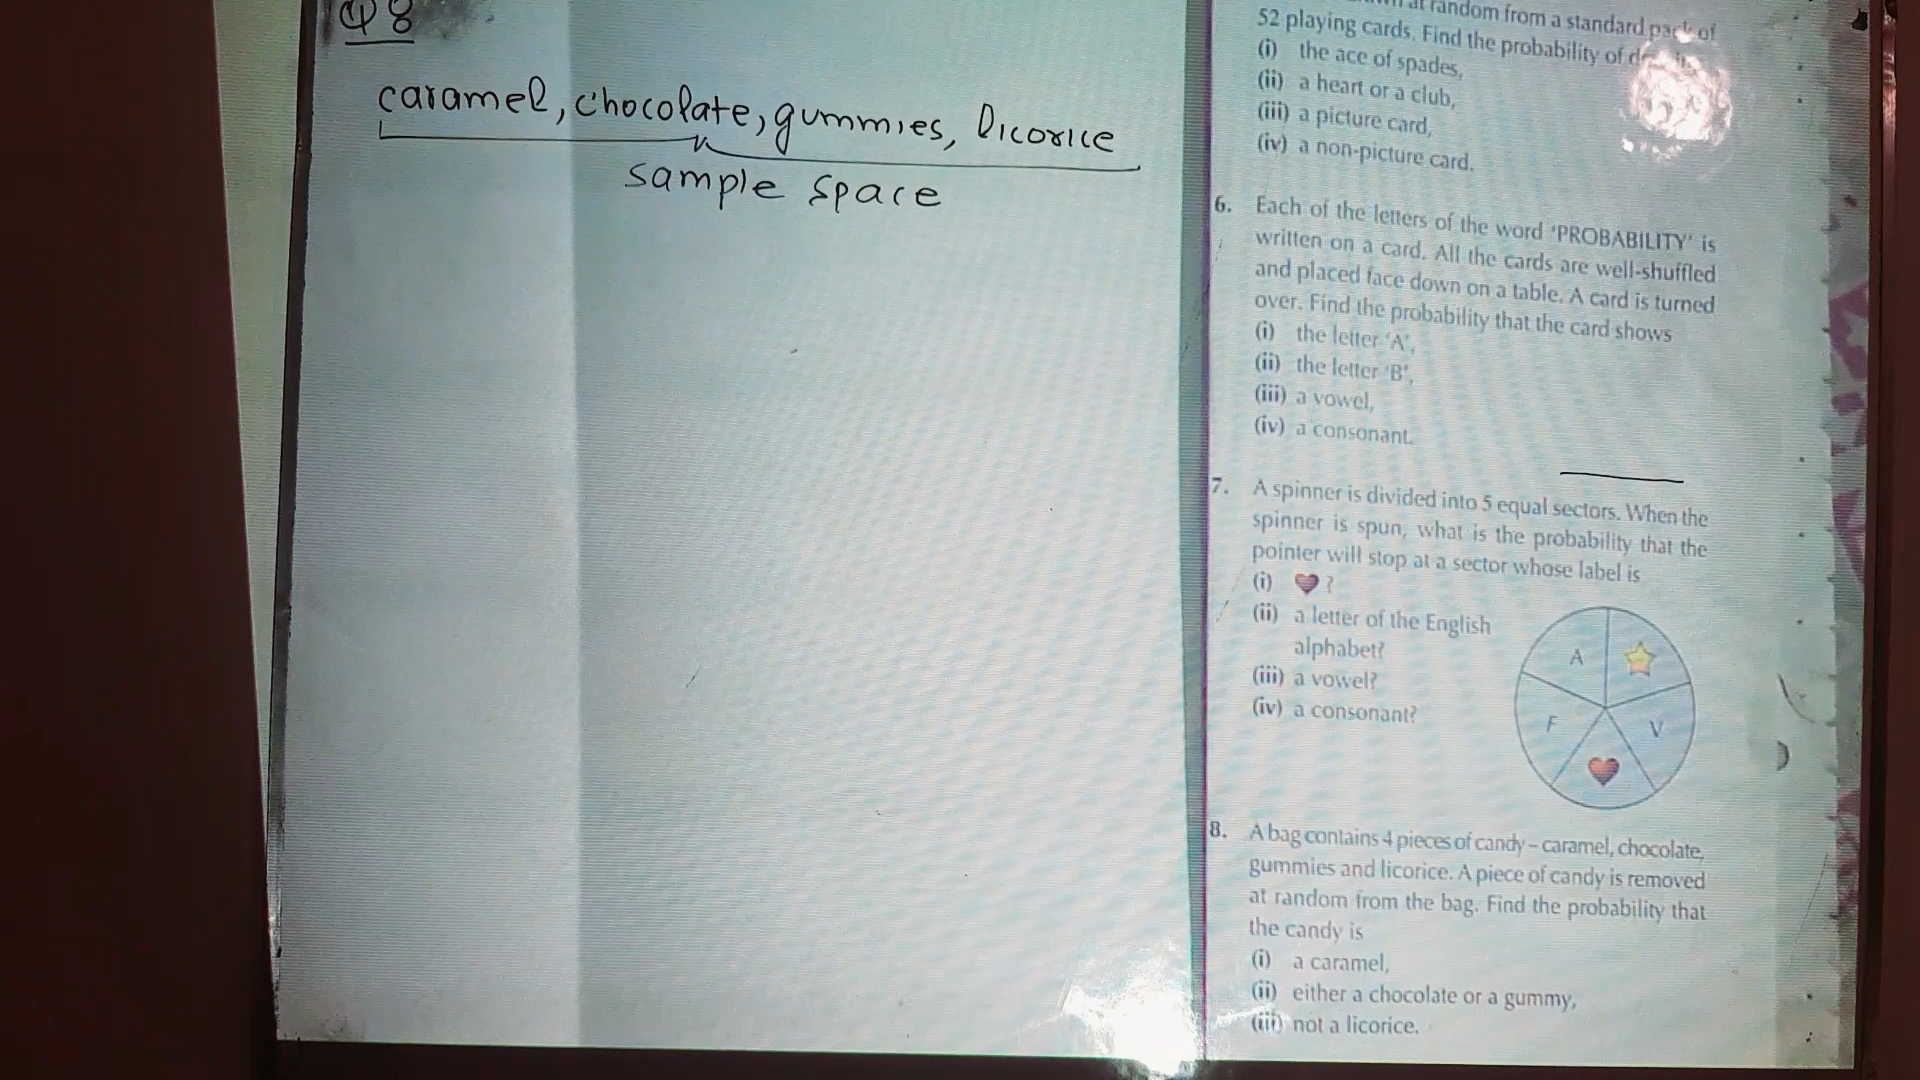 Q 8
caramel, chocolate, gummies, licorice
sample space
at random from a standard pack of
52 playing cards. Find the probability of
(i) the ace of spades,
(ii) a heart or a club,
(iii) a picture card,
(iv) a non-picture card.
6. Each of the letters of the word 'PROBABILITY' is
written on a card. All the cards are well-shuffled
and placed face down on a table. A card is turned
over. Find the probability that the card shows
(i) the letter 'A',
(ii) the letter 'B',
(iii) a vowel,
(iv) a consonant.
7. A spinner is divided into 5 equal sectors. When the
spinner is spun, what is the probability that the
pointer will stop at a sector whose label is
(i) ?
(ii) a letter of the English
alphabet?
(iii) a vowel?
(iv) a consonant?
A
F
V
8. A bag contains 4 pieces of candy – caramel, chocolate,
gummies and licorice. A piece of candy is removed
at random from the bag. Find the probability that
the candy is
(i) a caramel,
(ii) either a chocolate or a gummy,
(iii) not a licorice.